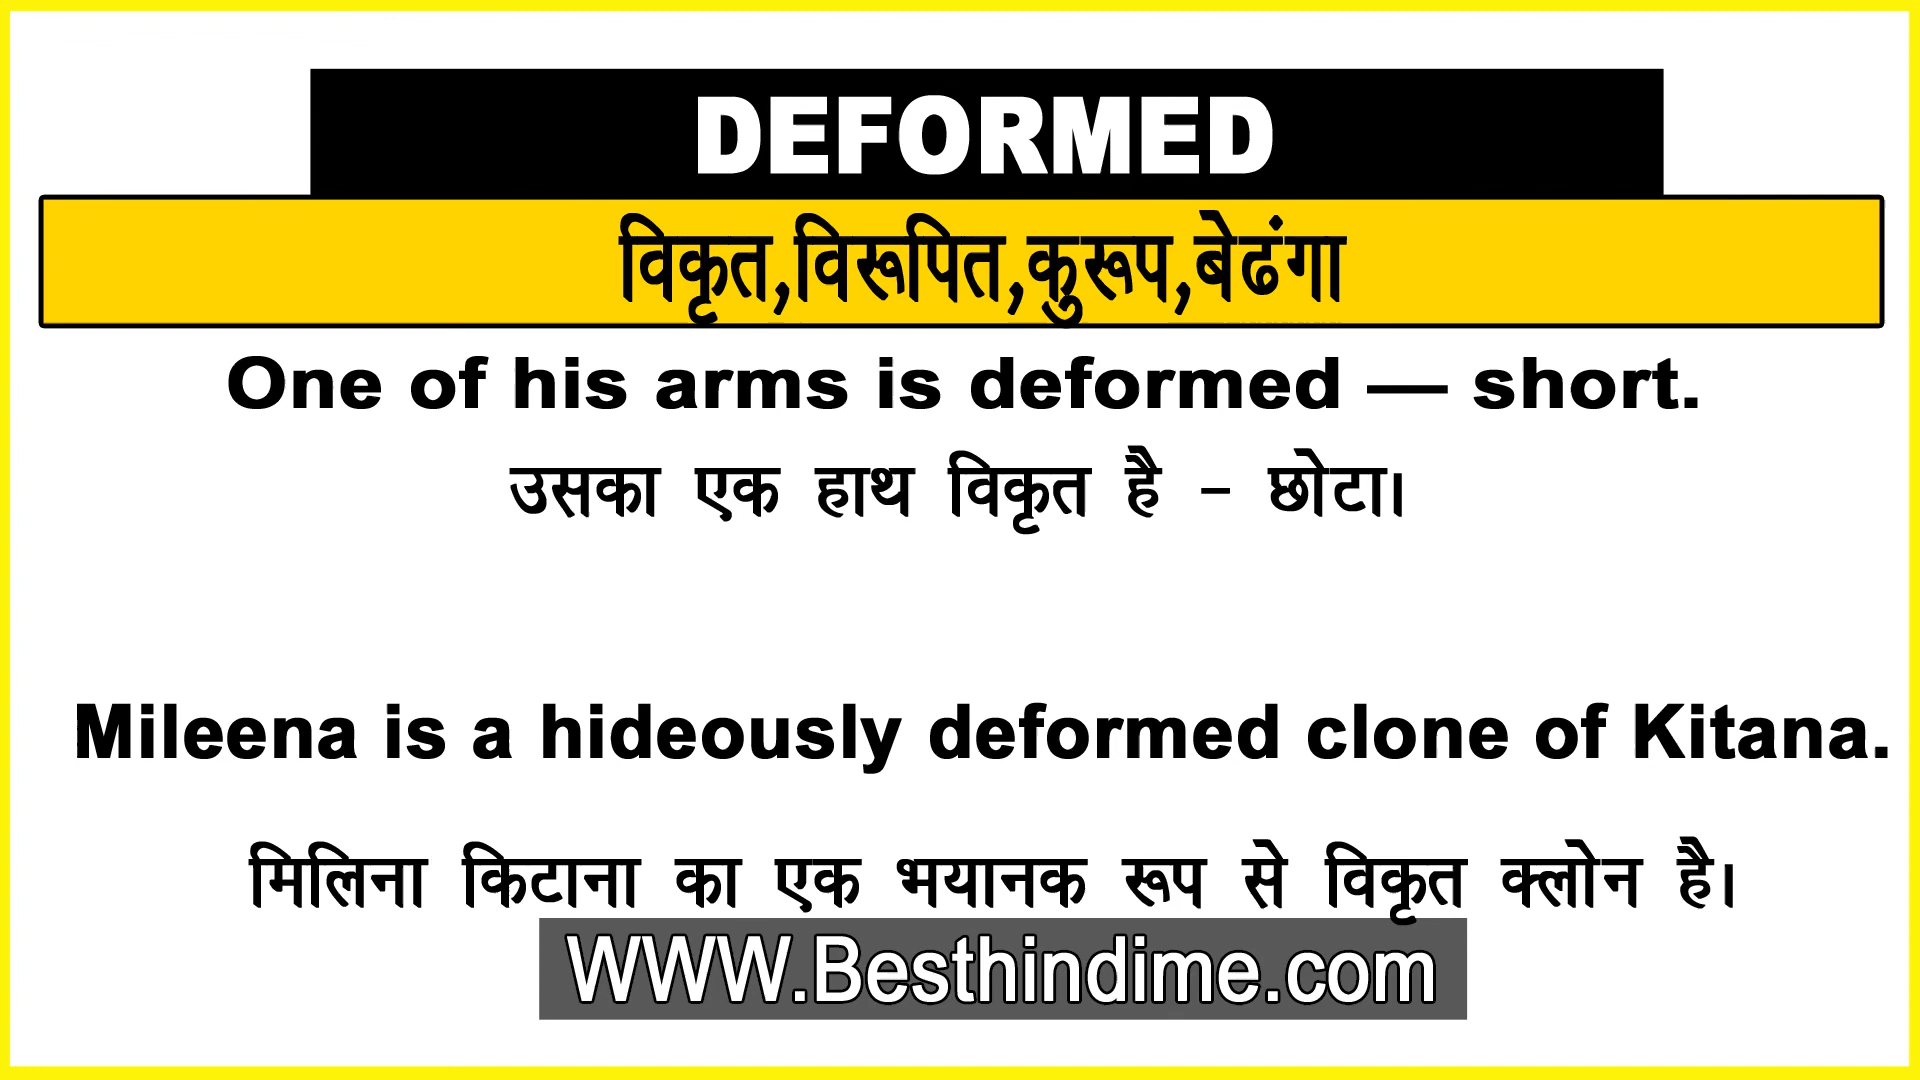 DEFORMED
विकृत,विरूपित,कुरूप,बेढंगा
One of his arms is deformed — short.
उसका एक हाथ विकृत है - छोटा।
Mileena is a hideously deformed clone of Kitana.
मिलिना किटाना का एक भयानक रूप से विकृत क्लोन है।
WWW.Besthindime.com